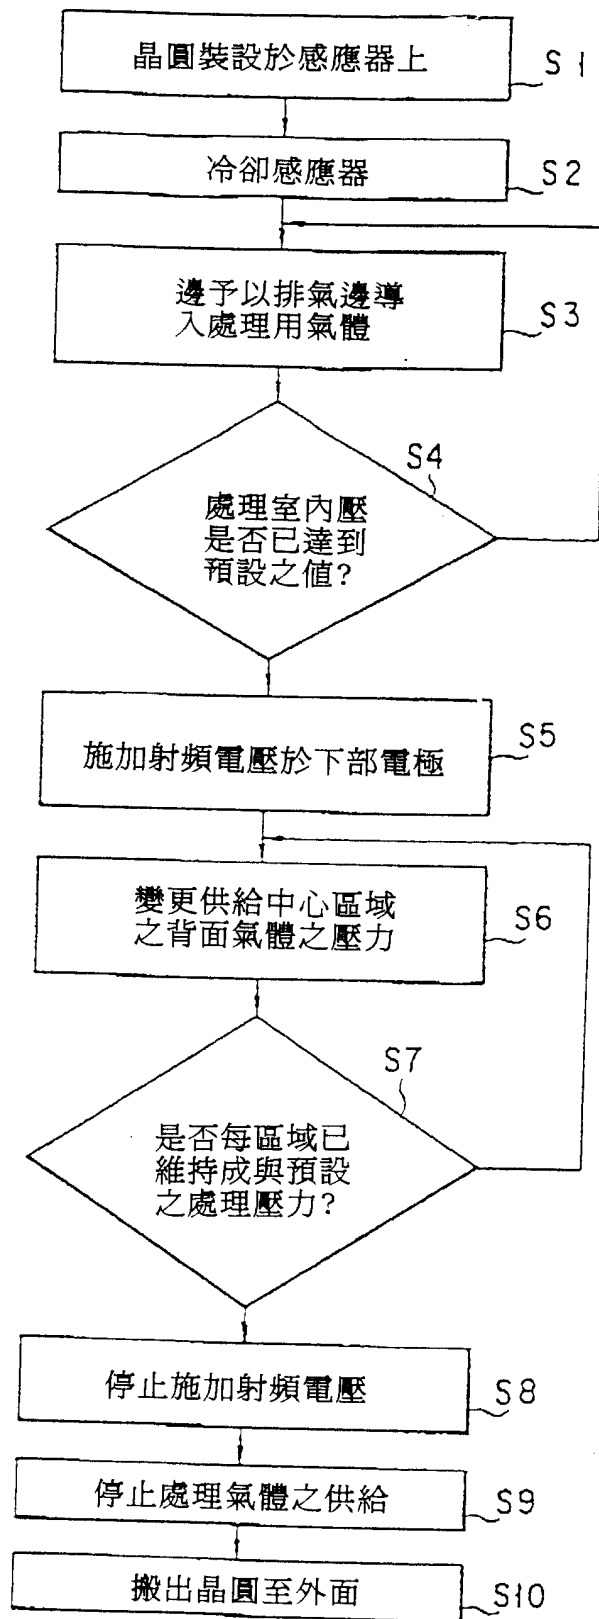 晶圓裝設於感應器上
S1
冷卻感應器
S2
邊予以排氣邊導
入處理用氣體
S3
S4
處理室內壓
是否已達到
預設之值?
施加射頻電壓於下部電極
S5
變更供給中心區域
之背面氣體之壓力
S6
S7
是否每區域已
維持成與預設
之處理壓力?
停止施加射頻電壓
S8
停止處理氣體之供給
S9
搬出晶圓至外面
S10